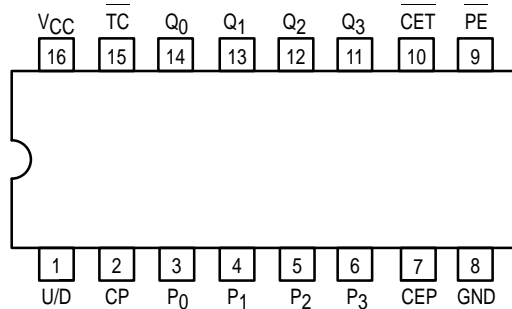 VCC TC Q0 Q1 Q2 Q3 CET PE
16 15 14 13 12 11 10 9
1 2 3 4 5 6 7 8
U/D CP P0 P1 P2 P3 CEP GND